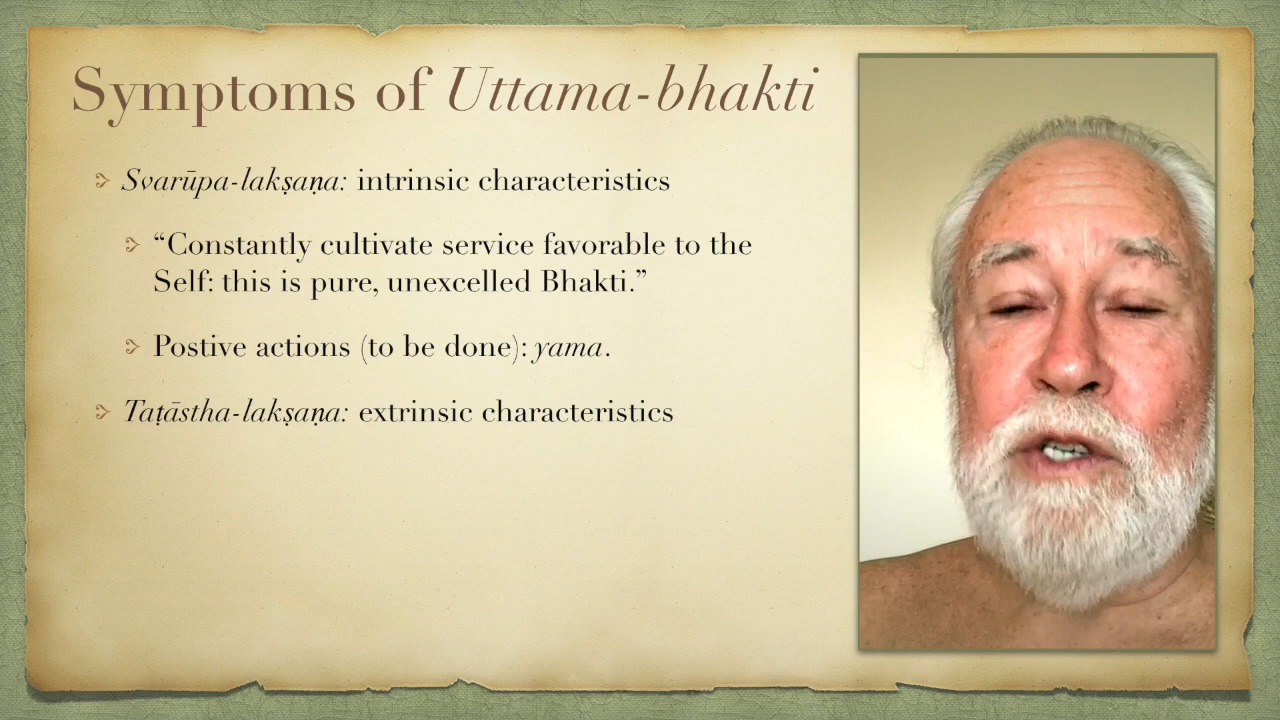 Symptoms of Uttama-bhakti
Svarūpa-lakṣaṇa: intrinsic characteristics
“Constantly cultivate service favorable to the
Self: this is pure, unexcelled Bhakti.”
Postive actions (to be done): yama.
Taṭāstha-lakṣaṇa: extrinsic characteristics